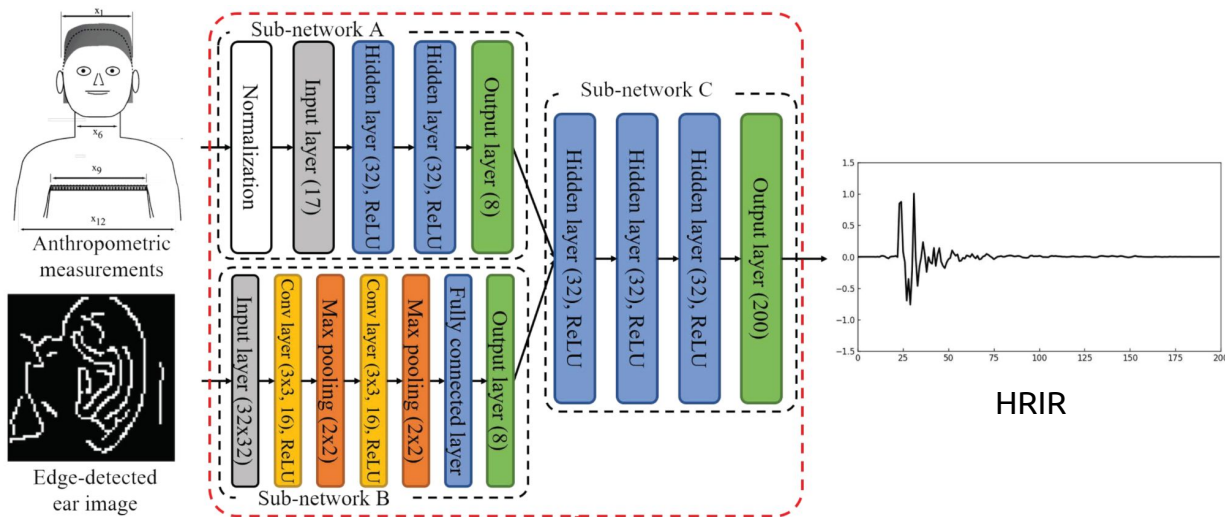 x1
x6
x9
x12
Anthropometric
measurements
Edge-detected
ear image
Sub-network A
Normalization
Input layer (17)
Hidden layer (32), ReLU
Hidden layer (32), ReLU
Output layer (8)
Input layer (32x32)
Conv layer (3x3, 16), ReLU
Max pooling (2x2)
Conv layer (3x3, 16), ReLU
Max pooling (2x2)
Fully connected layer
Output layer (8)
Sub-network B
Sub-network C
Hidden layer (32), ReLU
Hidden layer (32), ReLU
Hidden layer (32), ReLU
Output layer (200)
1.5
1.0
0.5
0.0
−0.5
−1.0
−1.5
0 25 50 75 100 125 150 175 200
HRIR